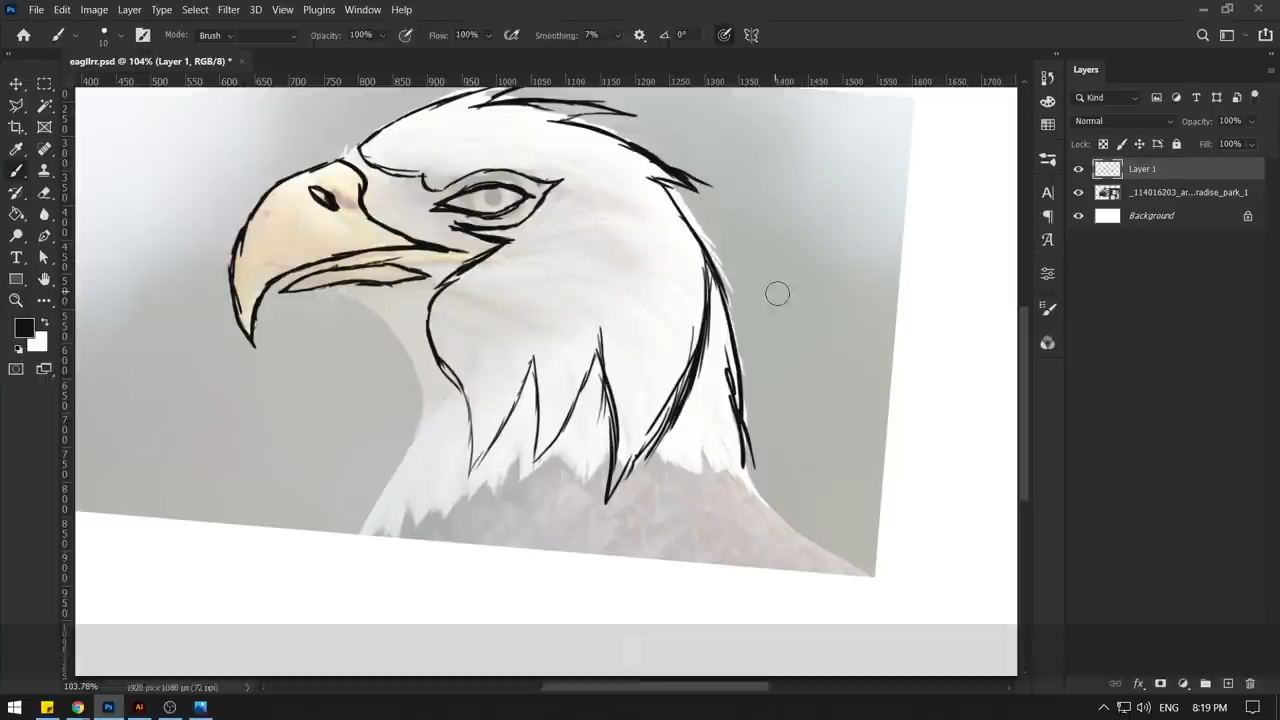 Ps File Edit Image Layer Type Select Filter 3D View Plugins Window Help
10 Mode: Brush Opacity: 100% Flow: 100% Smoothing: 7% 0°
eagllrr.psd @ 104% (Layer 1, RGB/8) * ×
400 450 500 550 600 650 700 750 800 850 900 950 1000 1050 1100 1150 1200 1250 1300 1350 1400 1450 1500 1550 1600 1700
Layers
Kind
Normal Opacity: 100%
Lock: Fill: 100%
Layer 1
_114016203_ar...radise_park_1
Background
103.78% 1920 px x 1080 px (72 ppi)
Ps Ai ENG 8:19 PM